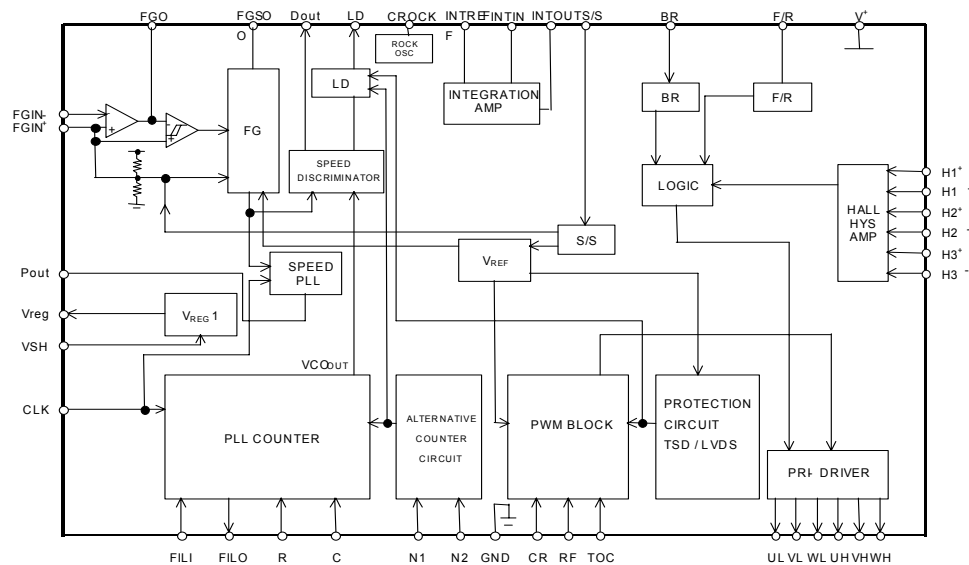 FGO
FGSO
Dout
LD
CROCK
INTREF
INTIN
INTOUT
S/S
BR
F/R
V+
ROCK
OSC
LD
INTEGRATION
AMP
BR
F/R
FGIN-
FGIN+
-
+
-
+
FG
SPEED
DISCRIMINATOR
LOGIC
HALL
HYS
AMP
H1+
H1 -
H2+
H2 -
H3+
H3 -
S/S
VREF
SPEED
PLL
Pout
Vreg
VREG 1
VSH
VCOOUT
CLK
PLL COUNTER
ALTERNATIVE
COUNTER
CIRCUIT
PWM BLOCK
PROTECTION
CIRCUIT
TSD / LVDS
PRI- DRIVER
FILI
FILO
R
C
N1
N2
GND
CR
RF
TOC
UL
VL
WL
UH
VH
WH